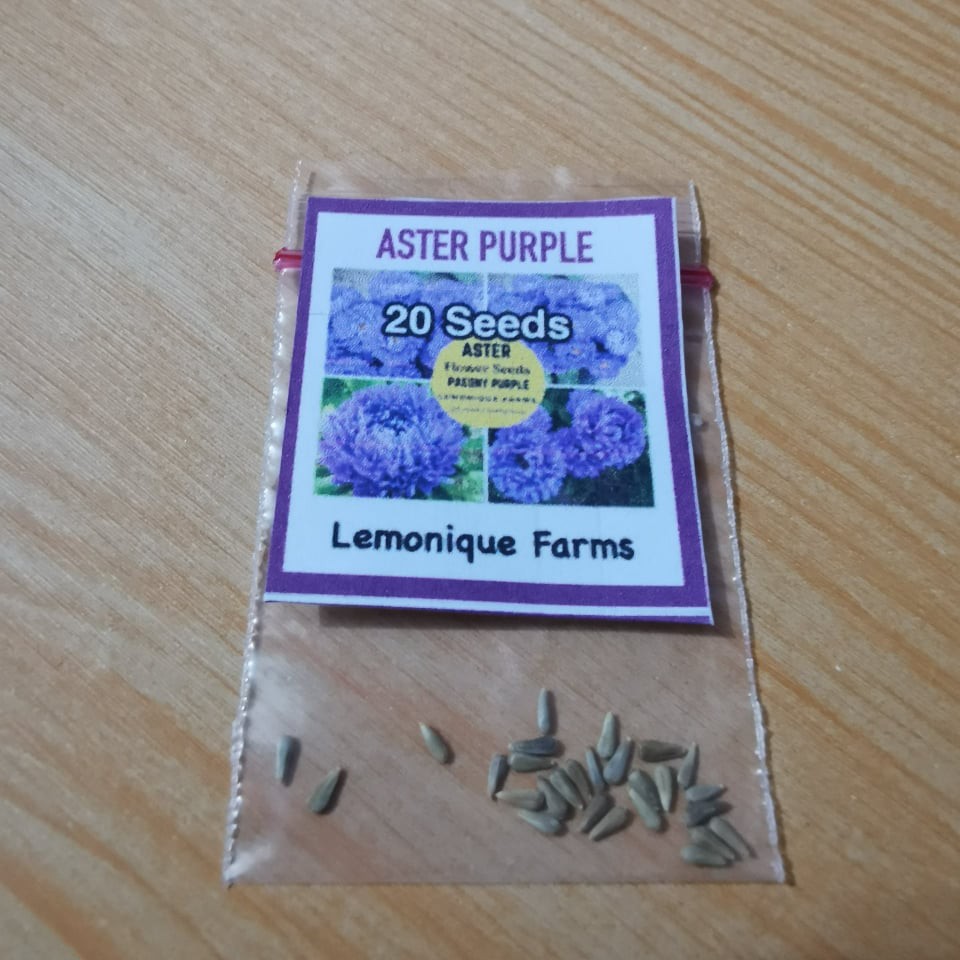 ASTER PURPLE
20 Seeds
ASTER
Flower Seeds
PAEONY PURPLE
LEMONIQUE FARMS
Lemonique Farms